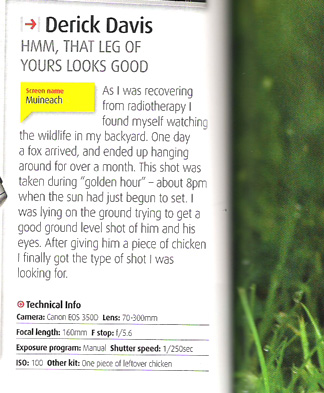 Derick Davis
HMM, THAT LEG OF
YOURS LOOKS GOOD
Screen name
Muineach
As I was recovering
from radiotherapy I
found myself watching
the wildlife in my backyard. One day
a fox arrived, and ended up hanging
around for over a month. This shot was
taken during “golden hour” – about 8pm
when the sun had just begun to set. I
was lying on the ground trying to get a
good ground level shot of him and his
eyes. After giving him a piece of chicken
I finally got the type of shot I was
looking for.
Technical Info
Camera: Canon EOS 350D Lens: 70-300mm
Focal length: 160mm F stop: f/5.6
Exposure program: Manual Shutter speed: 1/250sec
ISO: 100 Other kit: One piece of leftover chicken